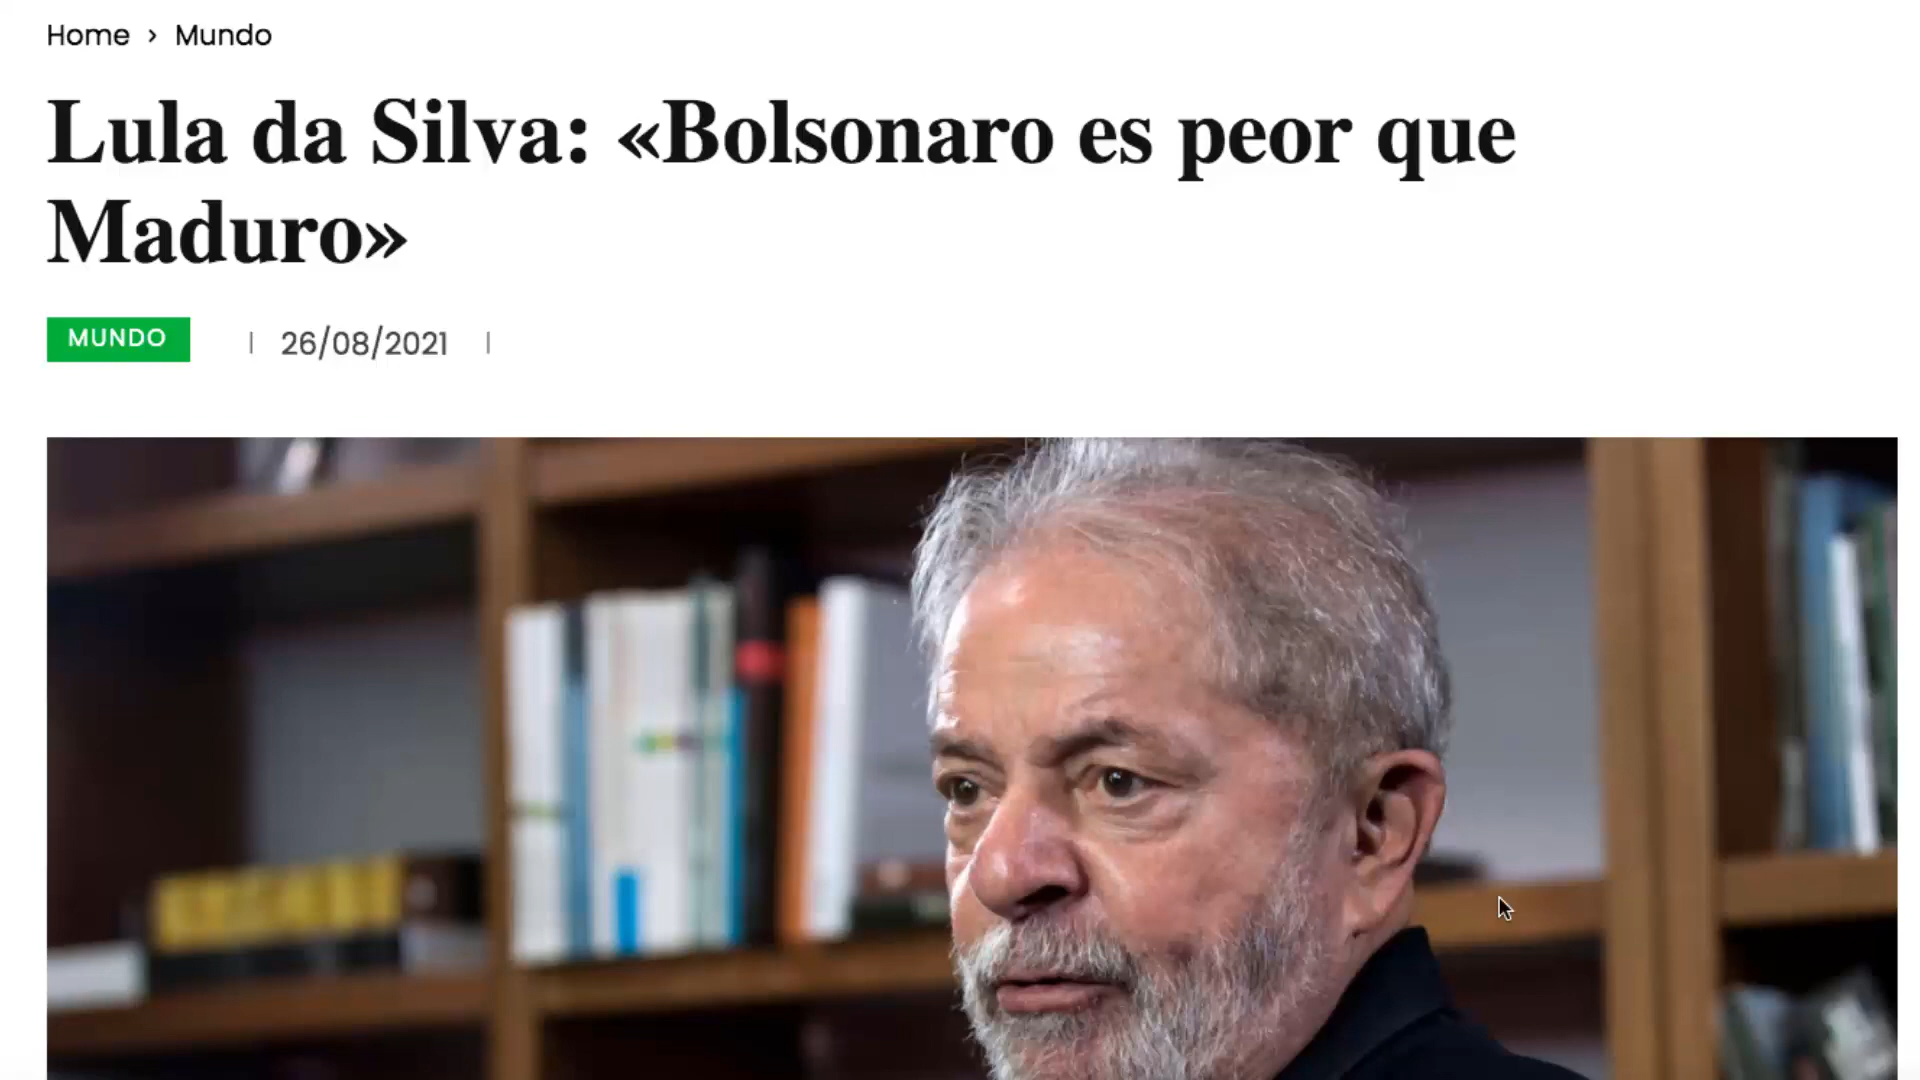 Home › Mundo
Lula da Silva: «Bolsonaro es peor que
Maduro»
MUNDO | 26/08/2021 |